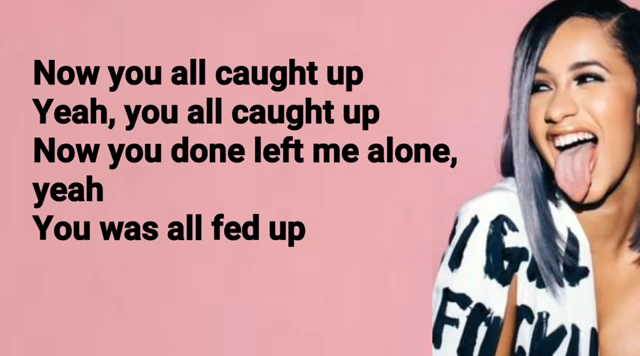 Now you all caught up
Yeah, you all caught up
Now you done left me alone,
yeah
You was all fed up